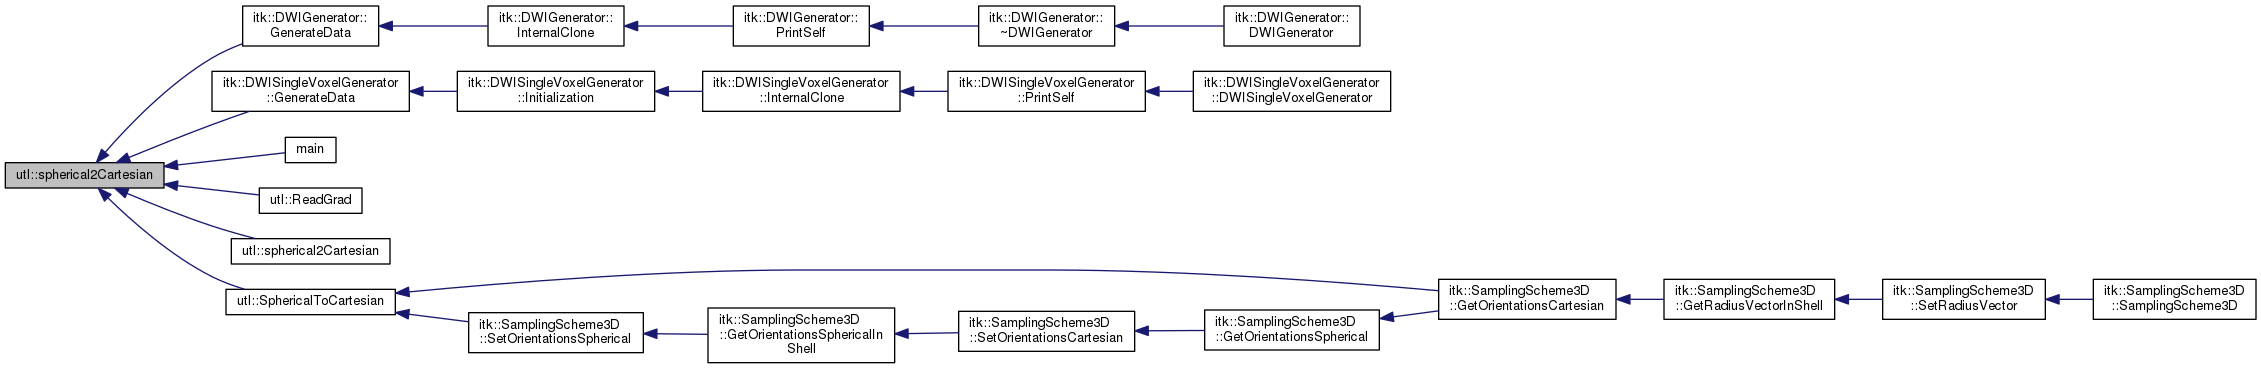 itk::DWIGenerator::
GenerateData
itk::DWIGenerator::
InternalClone
itk::DWIGenerator::
PrintSelf
itk::DWIGenerator::
~DWIGenerator
itk::DWIGenerator::
DWIGenerator
itk::DWISingleVoxelGenerator
::GenerateData
itk::DWISingleVoxelGenerator
::Initialization
itk::DWISingleVoxelGenerator
::InternalClone
itk::DWISingleVoxelGenerator
::PrintSelf
itk::DWISingleVoxelGenerator
::DWISingleVoxelGenerator
main
utl::spherical2Cartesian
utl::ReadGrad
utl::spherical2Cartesian
utl::SphericalToCartesian
itk::SamplingScheme3D
::SetOrientationsSpherical
itk::SamplingScheme3D
::GetOrientationsSphericalIn
Shell
itk::SamplingScheme3D
::SetOrientationsCartesian
itk::SamplingScheme3D
::GetOrientationsSpherical
itk::SamplingScheme3D
::GetOrientationsCartesian
itk::SamplingScheme3D
::GetRadiusVectorInShell
itk::SamplingScheme3D
::SetRadiusVector
itk::SamplingScheme3D
::SamplingScheme3D